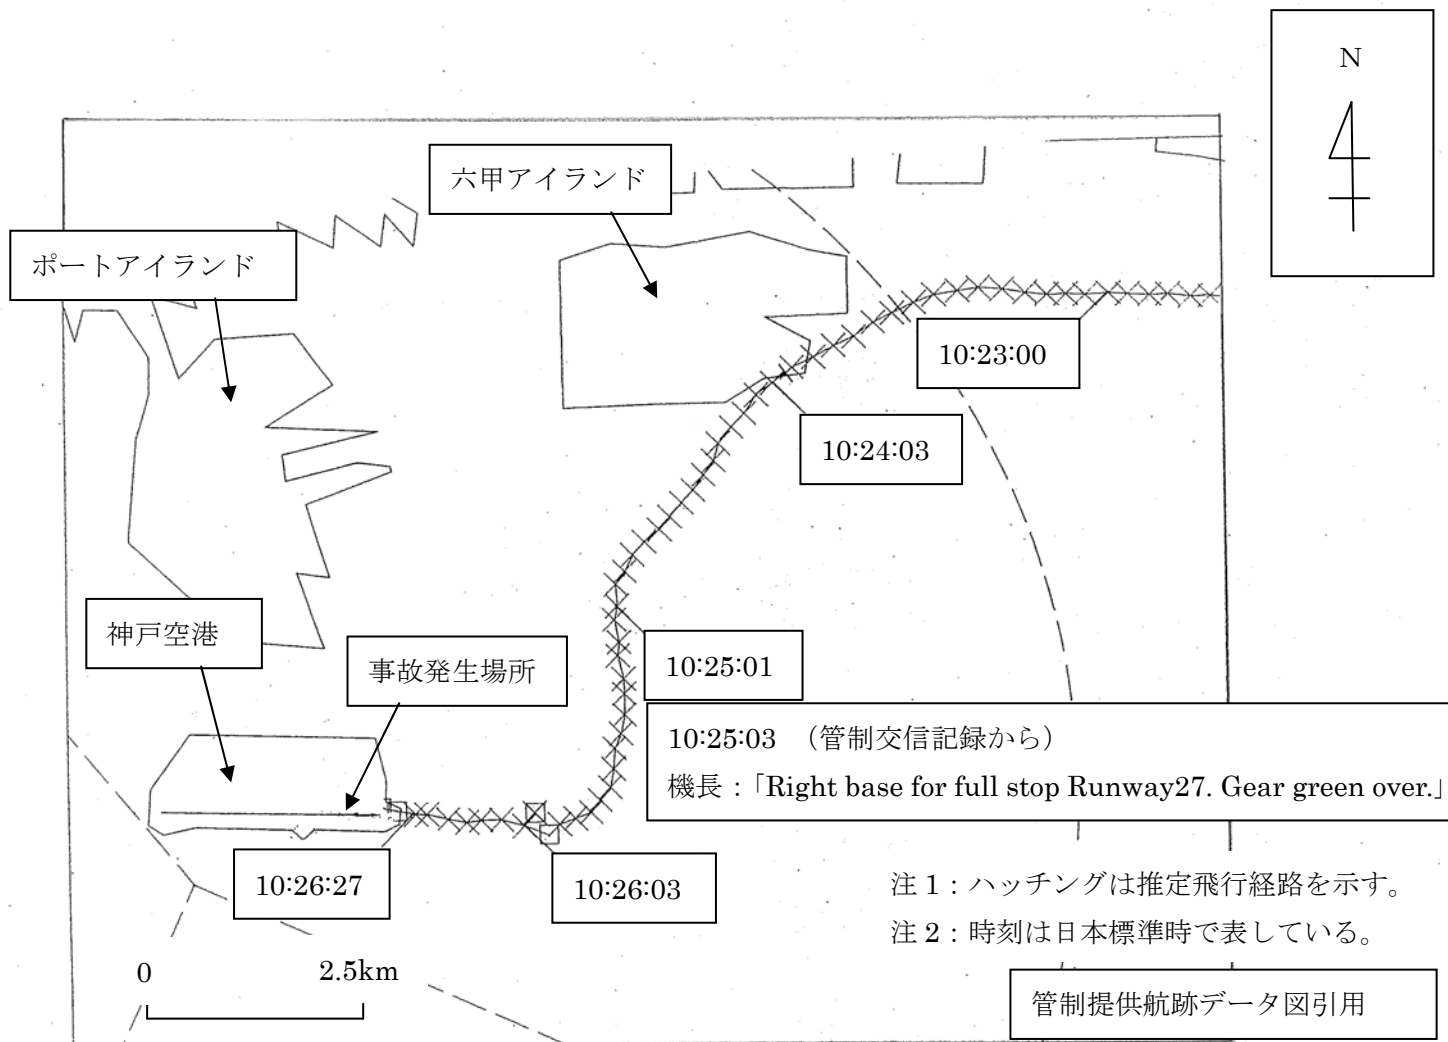 N
六甲アイランド
ポートアイランド
10:23:00
10:24:03
神戸空港
事故発生場所
10:25:01
10:25:03 （管制交信記録から）
機長：「Right base for full stop Runway27. Gear green over.」
10:26:27
10:26:03
注 1：ハッチングは推定飛行経路を示す。
注 2：時刻は日本標準時で表している。
0 2.5km
管制提供航跡データ図引用